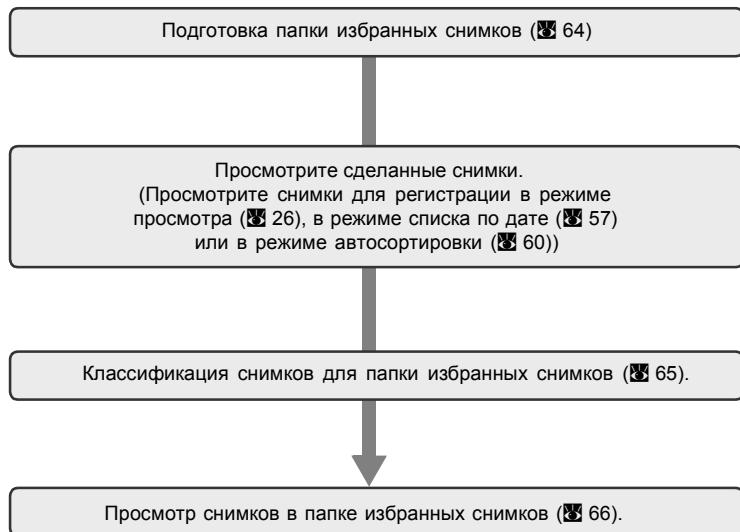 Подготовка папки избранных снимков ( 64)
Просмотрите сделанные снимки.
(Просмотрите снимки для регистрации в режиме
просмотра ( 26), в режиме списка по дате ( 57)
или в режиме автосортировки ( 60))
Классификация снимков для папки избранных снимков ( 65).
Просмотр снимков в папке избранных снимков ( 66).